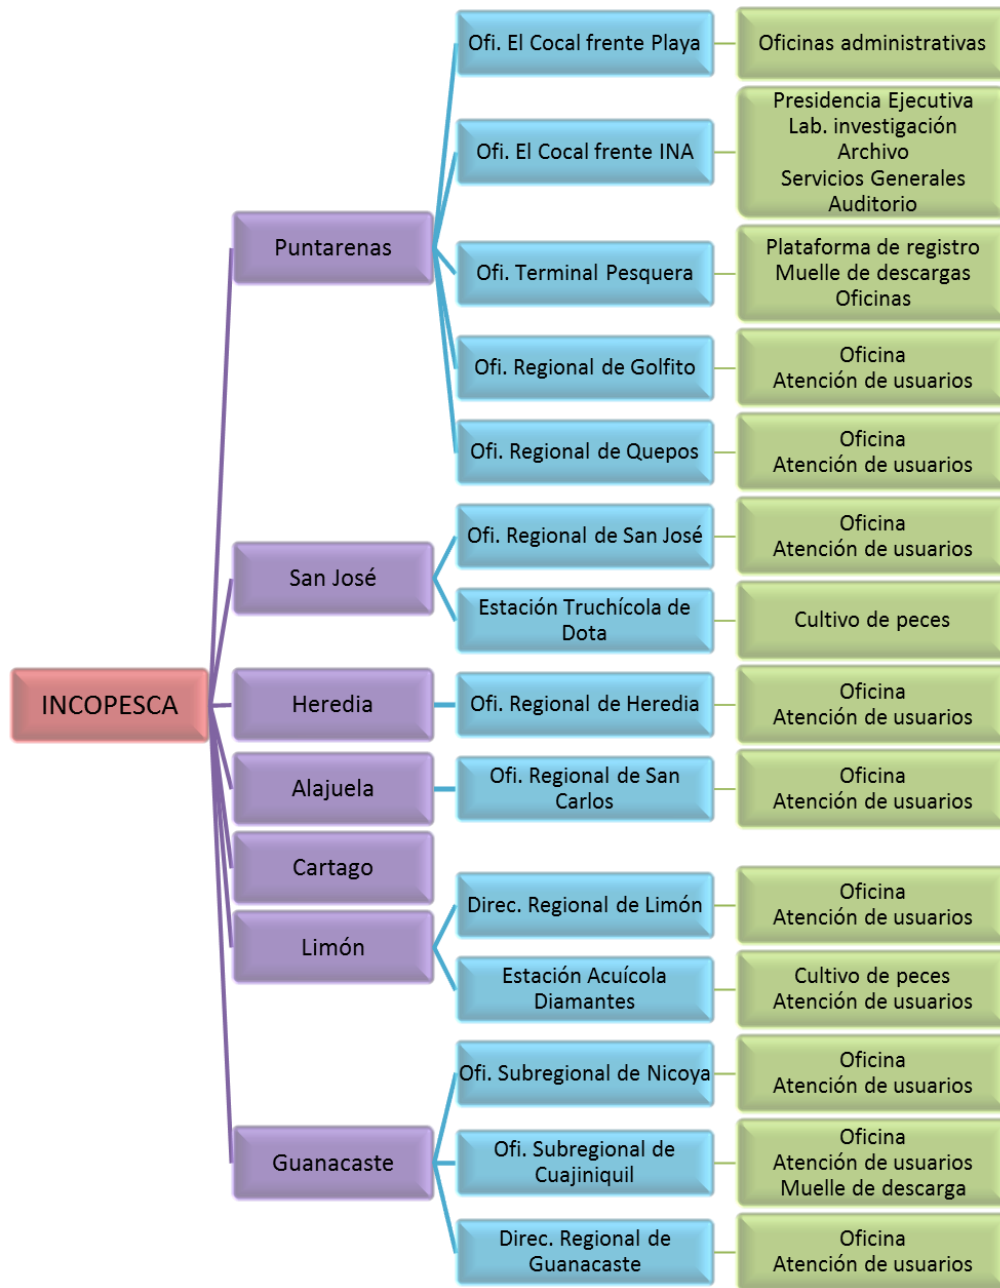 INCOPESCA
Puntarenas
Ofi. El Cocal frente Playa
Oficinas administrativas
Ofi. El Cocal frente INA
Presidencia Ejecutiva
Lab. investigación
Archivo
Servicios Generales
Auditorio
Ofi. Terminal Pesquera
Plataforma de registro
Muelle de descargas
Oficinas
Ofi. Regional de Golfito
Oficina
Atención de usuarios
Ofi. Regional de Quepos
Oficina
Atención de usuarios
San José
Ofi. Regional de San José
Oficina
Atención de usuarios
Estación Truchícola de
Dota
Cultivo de peces
Heredia
Ofi. Regional de Heredia
Oficina
Atención de usuarios
Alajuela
Ofi. Regional de San
Carlos
Oficina
Atención de usuarios
Cartago
Limón
Direc. Regional de Limón
Oficina
Atención de usuarios
Estación Acuícola
Diamantes
Cultivo de peces
Atención de usuarios
Guanacaste
Ofi. Subregional de Nicoya
Oficina
Atención de usuarios
Ofi. Subregional de
Cuajiniquil
Oficina
Atención de usuarios
Muelle de descarga
Direc. Regional de
Guanacaste
Oficina
Atención de usuarios